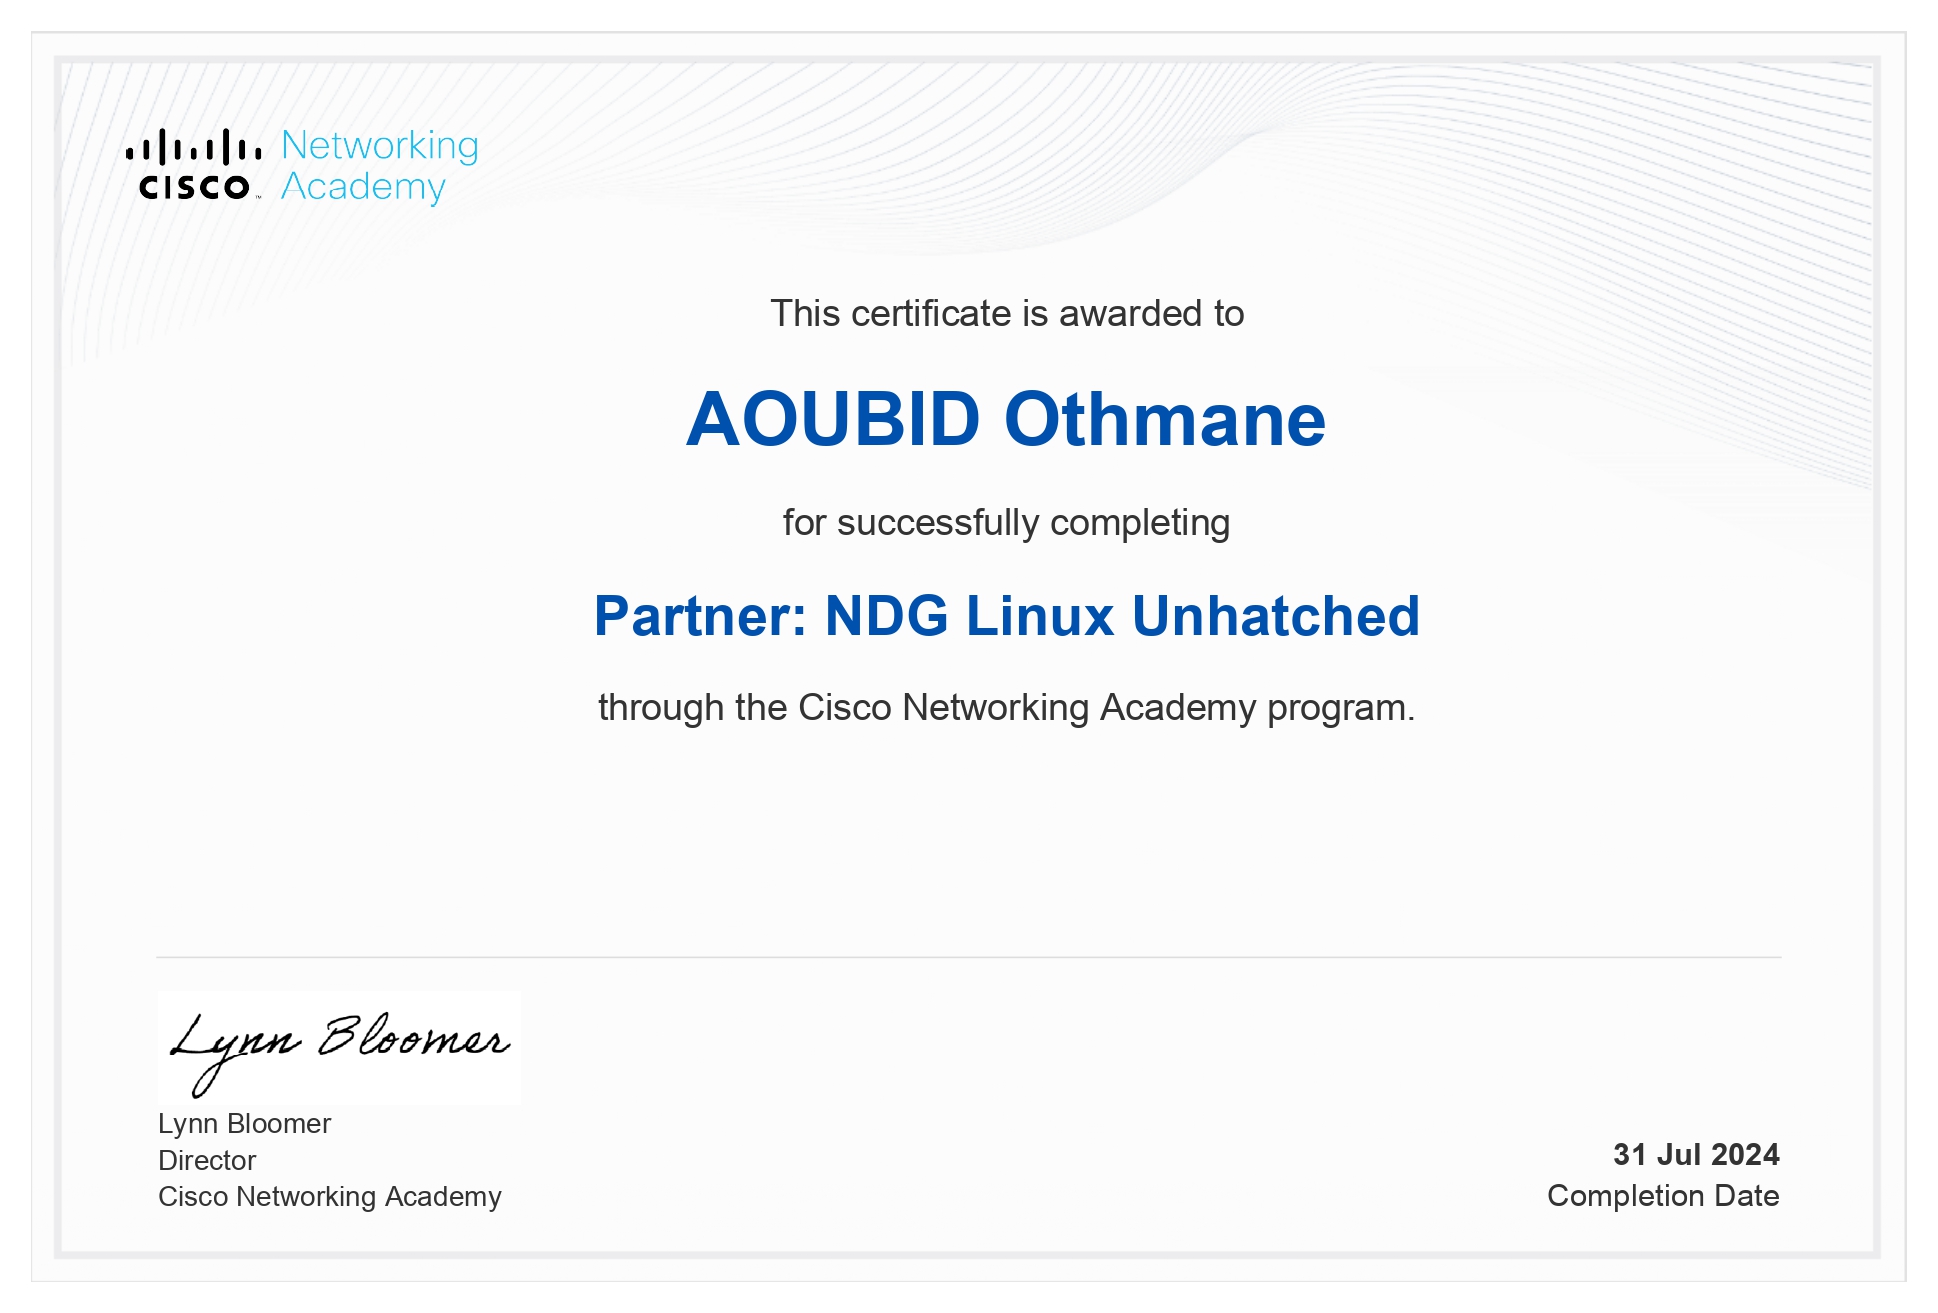 CISCO™ Networking
Academy
This certificate is awarded to
AOUBID Othmane
for successfully completing
Partner: NDG Linux Unhatched
through the Cisco Networking Academy program.
Lynn Bloomer
Lynn Bloomer
Director
Cisco Networking Academy
31 Jul 2024
Completion Date